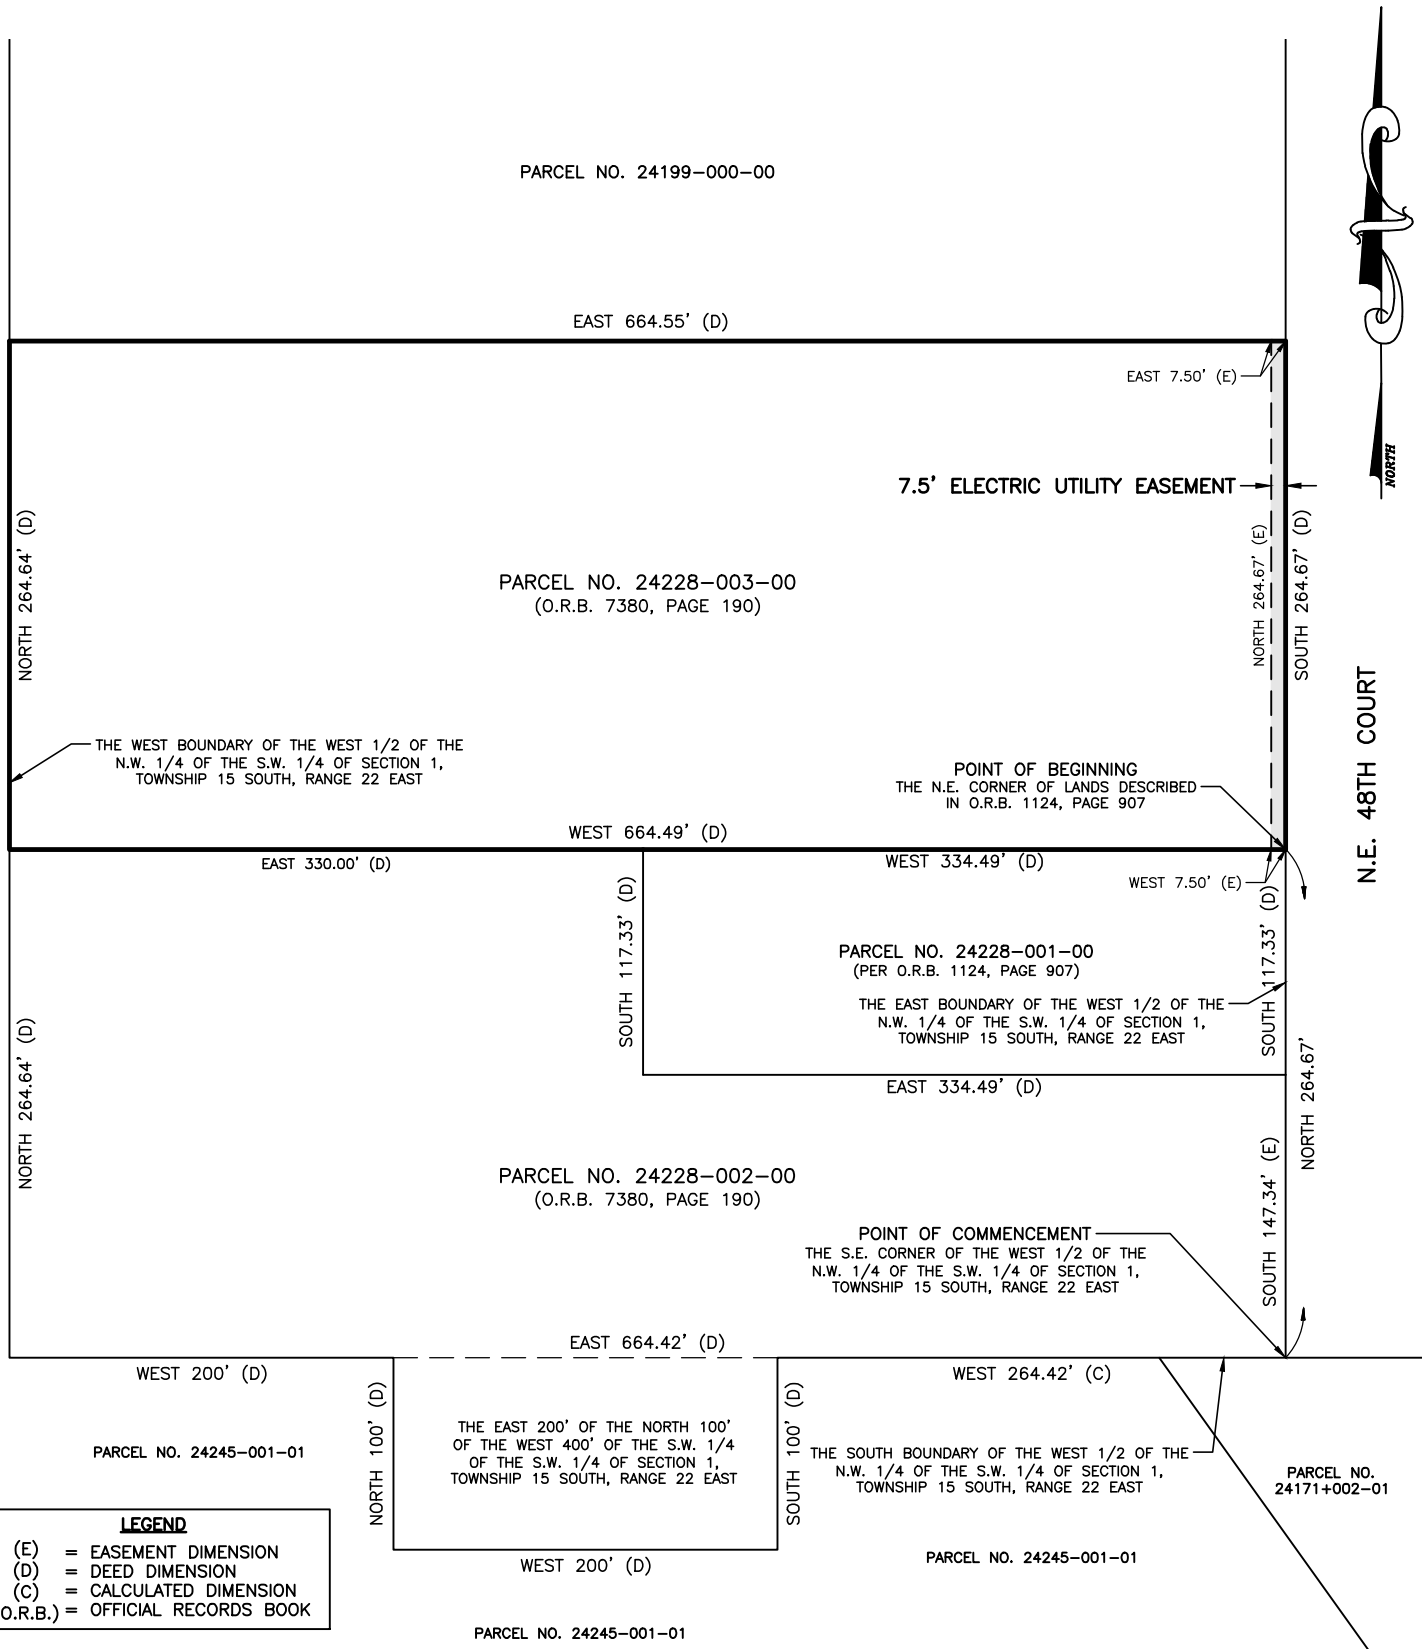 PARCEL NO. 24199-000-00
EAST 664.55' (D)
EAST 7.50' (E)
NORTH
7.5' ELECTRIC UTILITY EASEMENT
NORTH 264.64' (D)
NORTH 264.67' (E)
SOUTH 264.67' (D)
PARCEL NO. 24228-003-00
(O.R.B. 7380, PAGE 190)
N.E. 48TH COURT
THE WEST BOUNDARY OF THE WEST 1/2 OF THE
N.W. 1/4 OF THE S.W. 1/4 OF SECTION 1,
TOWNSHIP 15 SOUTH, RANGE 22 EAST
POINT OF BEGINNING
THE N.E. CORNER OF LANDS DESCRIBED
IN O.R.B. 1124, PAGE 907
WEST 664.49' (D)
EAST 330.00' (D)
WEST 334.49' (D)
WEST 7.50' (E)
SOUTH 117.33' (D)
SOUTH 117.33' (D)
PARCEL NO. 24228-001-00
(PER O.R.B. 1124, PAGE 907)
THE EAST BOUNDARY OF THE WEST 1/2 OF THE
N.W. 1/4 OF THE S.W. 1/4 OF SECTION 1,
TOWNSHIP 15 SOUTH, RANGE 22 EAST
NORTH 264.64' (D)
EAST 334.49' (D)
NORTH 264.67'
PARCEL NO. 24228-002-00
(O.R.B. 7380, PAGE 190)
SOUTH 147.34' (E)
POINT OF COMMENCEMENT
THE S.E. CORNER OF THE WEST 1/2 OF THE
N.W. 1/4 OF THE S.W. 1/4 OF SECTION 1,
TOWNSHIP 15 SOUTH, RANGE 22 EAST
EAST 664.42' (D)
WEST 200' (D)
WEST 264.42' (C)
NORTH 100' (D)
SOUTH 100' (D)
THE EAST 200' OF THE NORTH 100'
OF THE WEST 400' OF THE S.W. 1/4
OF THE S.W. 1/4 OF SECTION 1,
TOWNSHIP 15 SOUTH, RANGE 22 EAST
PARCEL NO. 24245-001-01
THE SOUTH BOUNDARY OF THE WEST 1/2 OF THE
N.W. 1/4 OF THE S.W. 1/4 OF SECTION 1,
TOWNSHIP 15 SOUTH, RANGE 22 EAST
PARCEL NO.
24171+002-01
LEGEND
(E) = EASEMENT DIMENSION
(D) = DEED DIMENSION
(C) = CALCULATED DIMENSION
O.R.B.) = OFFICIAL RECORDS BOOK
WEST 200' (D)
PARCEL NO. 24245-001-01
PARCEL NO. 24245-001-01